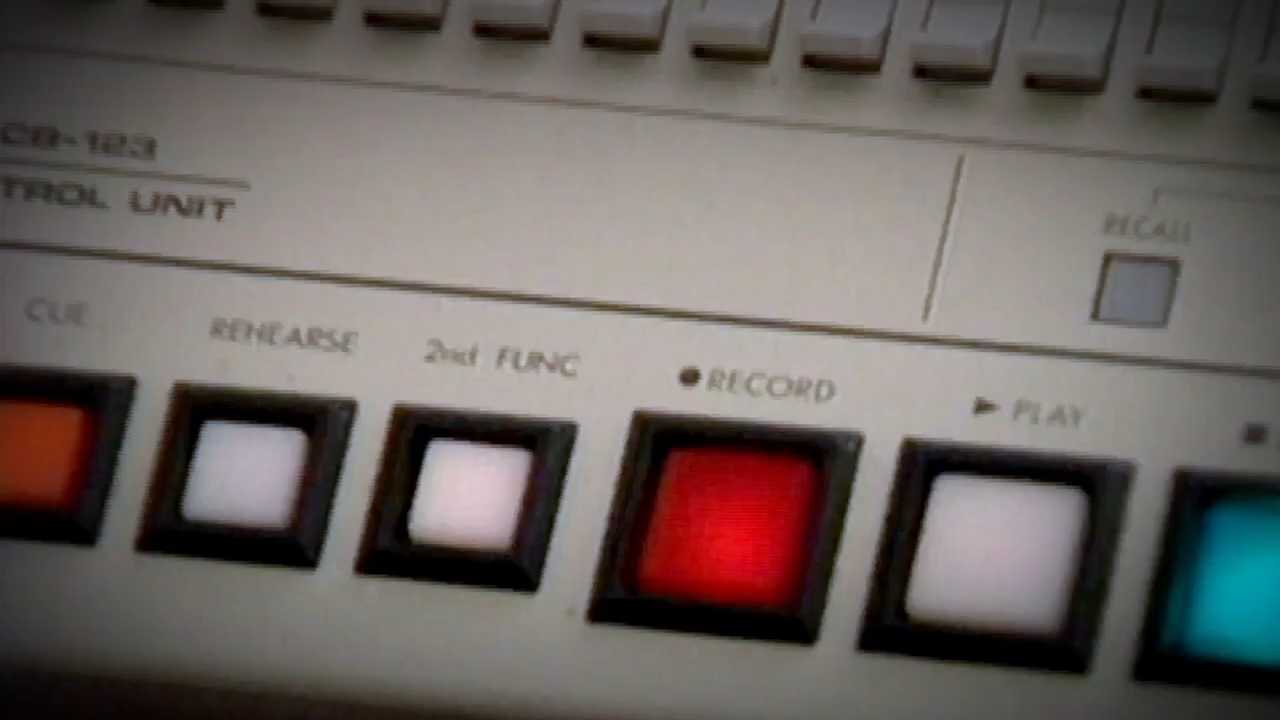 CB-123
TROL UNIT
RECALL
CUE
REHEARSE
2nd FUNC
● RECORD
▶ PLAY
■